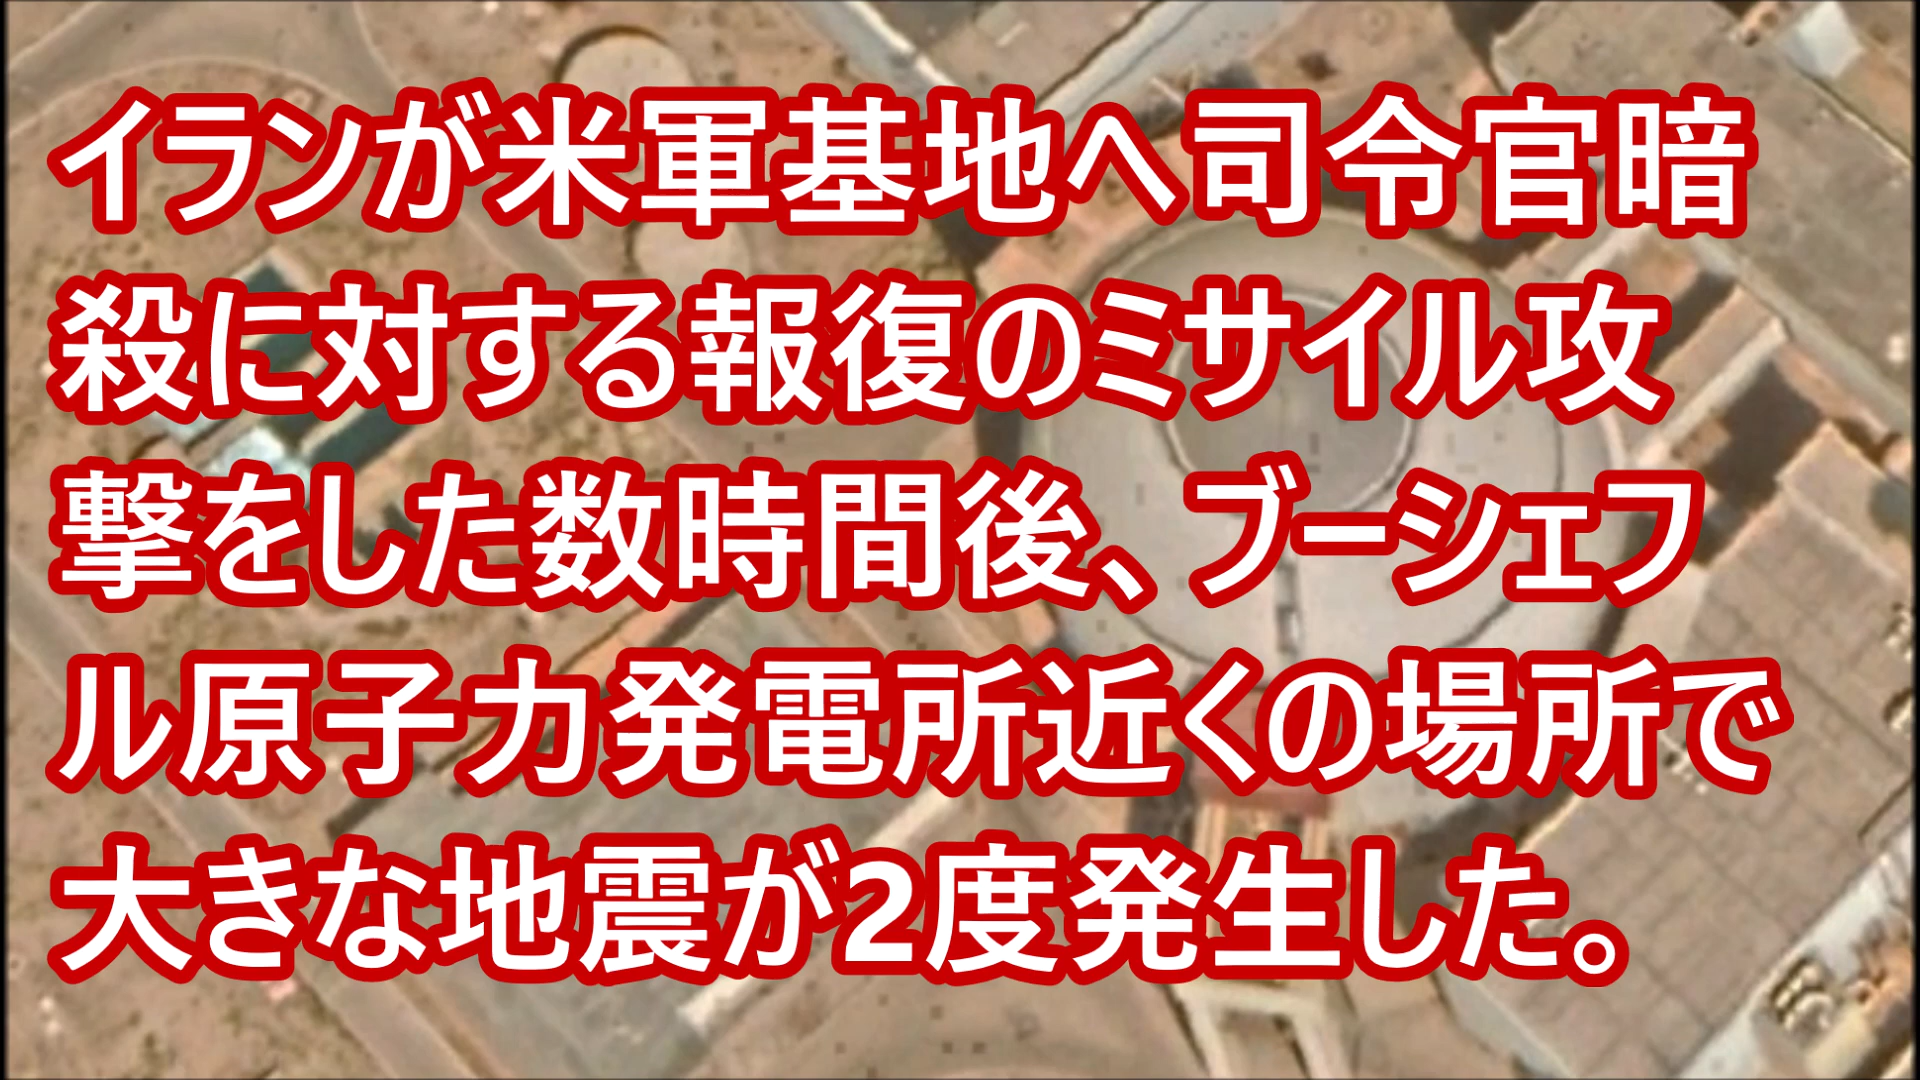 イランが米軍基地へ司令官暗
殺に対する報復のミサイル攻
撃をした数時間後、ブーシェフ
ル原子力発電所近くの場所で
大きな地震が2度発生した。